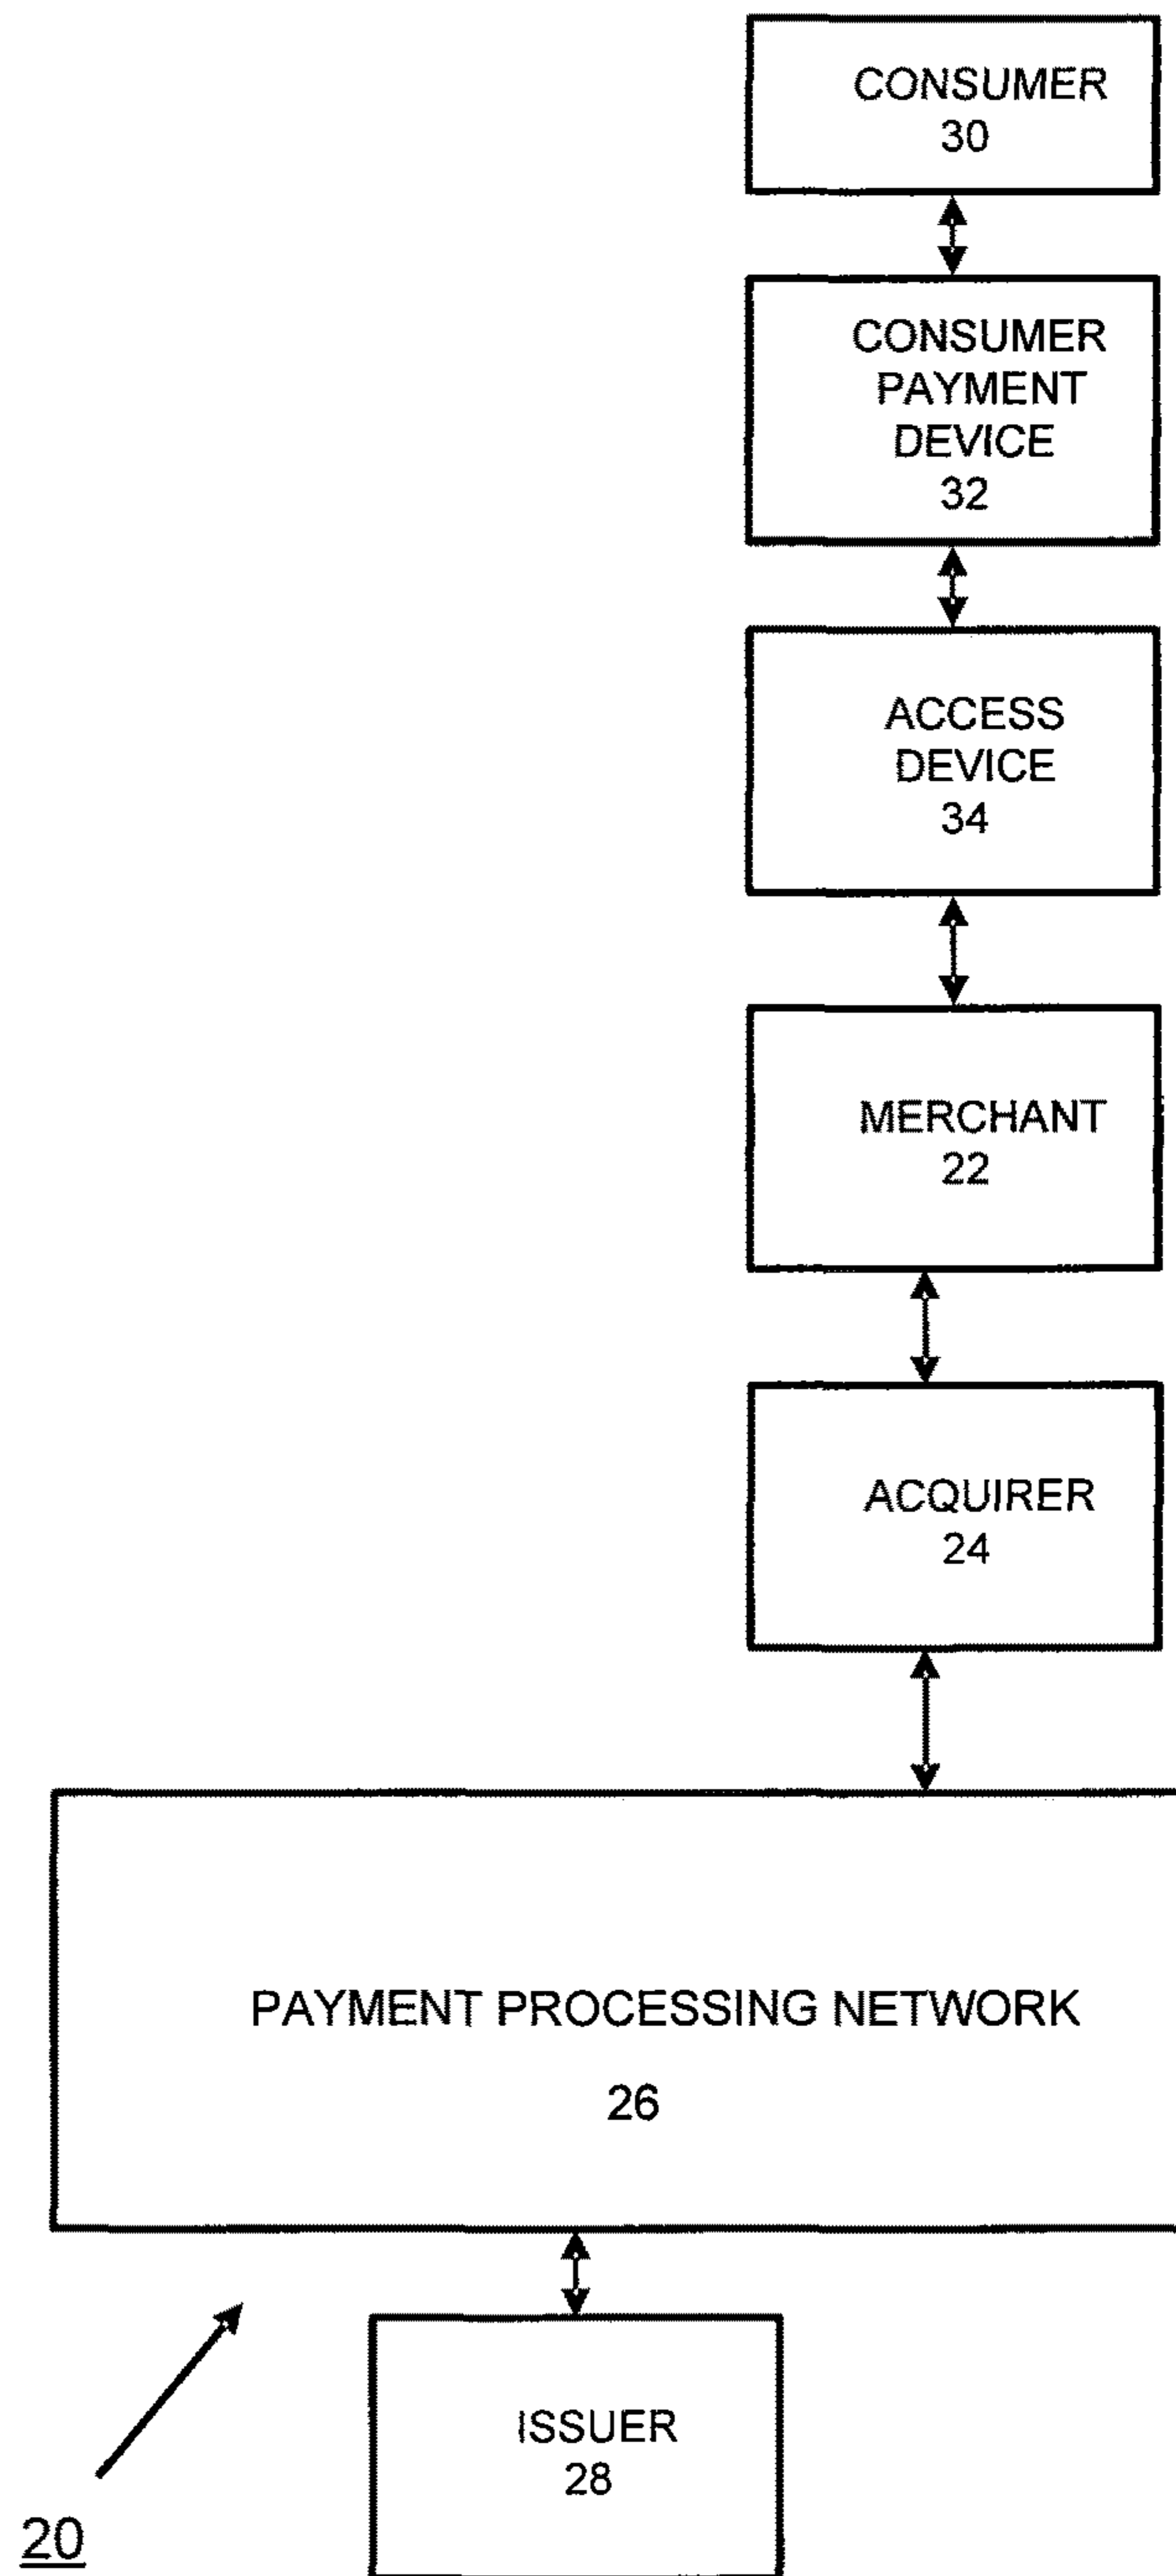 CONSUMER
30
CONSUMER
PAYMENT
DEVICE
32
ACCESS
DEVICE
34
MERCHANT
22
ACQUIRER
24
PAYMENT PROCESSING NETWORK
26
ISSUER
28
20